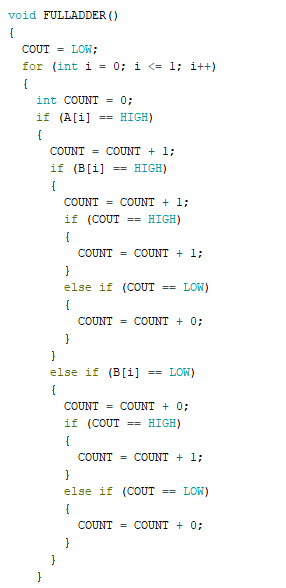 void FULLADDER()
{
  COUT = LOW;
  for (int i = 0; i <= 1; i++)
  {
    int COUNT = 0;
    if (A[i] == HIGH)
    {
      COUNT = COUNT + 1;
      if (B[i] == HIGH)
      {
        COUNT = COUNT + 1;
        if (COUT == HIGH)
        {
          COUNT = COUNT + 1;
        }
        else if (COUT == LOW)
        {
          COUNT = COUNT + 0;
        }
      }
      else if (B[i] == LOW)
      {
        COUNT = COUNT + 0;
        if (COUT == HIGH)
        {
          COUNT = COUNT + 1;
        }
        else if (COUT == LOW)
        {
          COUNT = COUNT + 0;
        }
      }
    }